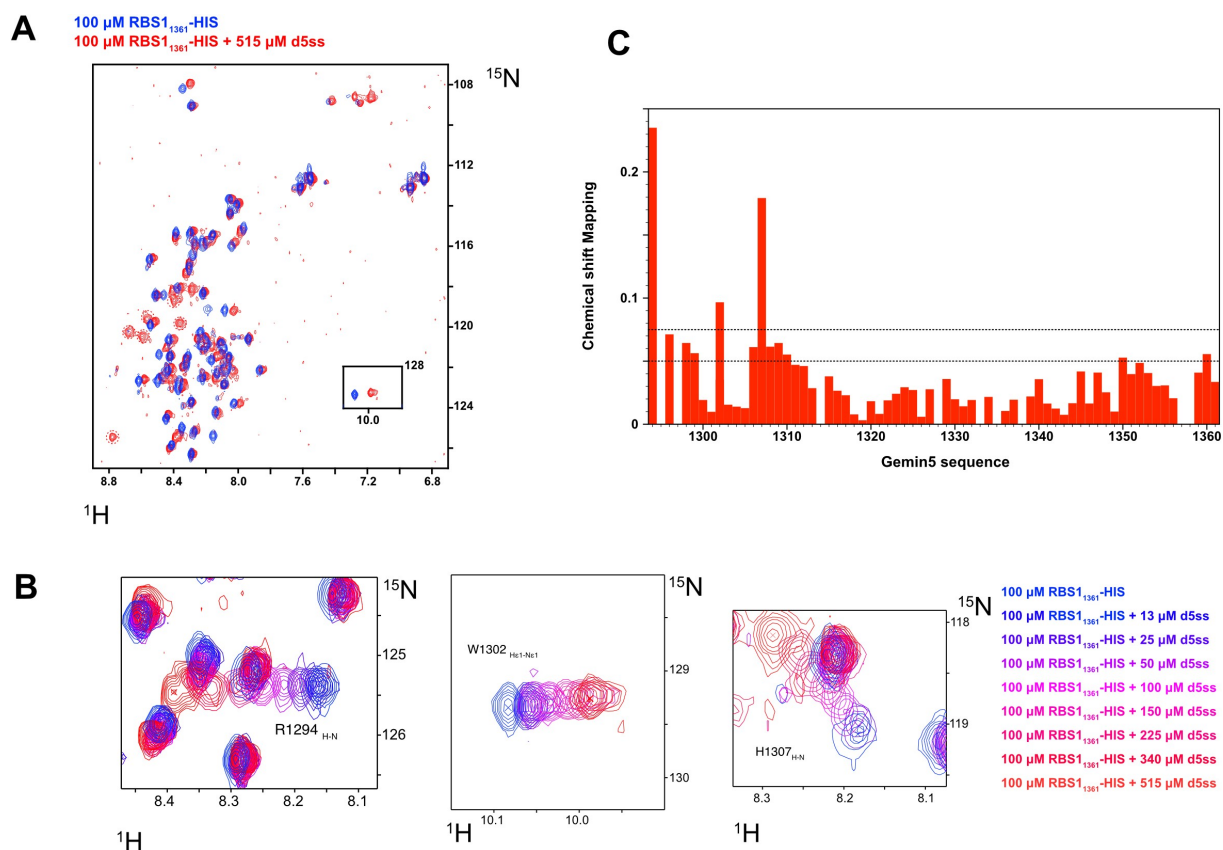 A
100 µM RBS1₁₃₆₁-HIS
100 µM RBS1₁₃₆₁-HIS + 515 µM d5ss
¹⁵N
108
112
116
120
124
128
10.0
8.8 8.4 8.0 7.6 7.2 6.8
¹H
C
Chemical shift Mapping
0.2
0.1
0
1300 1310 1320 1330 1340 1350 1360
Gemin5 sequence
B
¹⁵N
125
126
R1294 H-N
8.4 8.3 8.2 8.1
¹H
¹⁵N
W1302 Hε1-Nε1
129
130
10.1 10.0
¹H
¹⁵N
118
119
H1307 H-N
8.3 8.2 8.1
¹H
100 µM RBS1₁₃₆₁-HIS
100 µM RBS1₁₃₆₁-HIS + 13 µM d5ss
100 µM RBS1₁₃₆₁-HIS + 25 µM d5ss
100 µM RBS1₁₃₆₁-HIS + 50 µM d5ss
100 µM RBS1₁₃₆₁-HIS + 100 µM d5ss
100 µM RBS1₁₃₆₁-HIS + 150 µM d5ss
100 µM RBS1₁₃₆₁-HIS + 225 µM d5ss
100 µM RBS1₁₃₆₁-HIS + 340 µM d5ss
100 µM RBS1₁₃₆₁-HIS + 515 µM d5ss